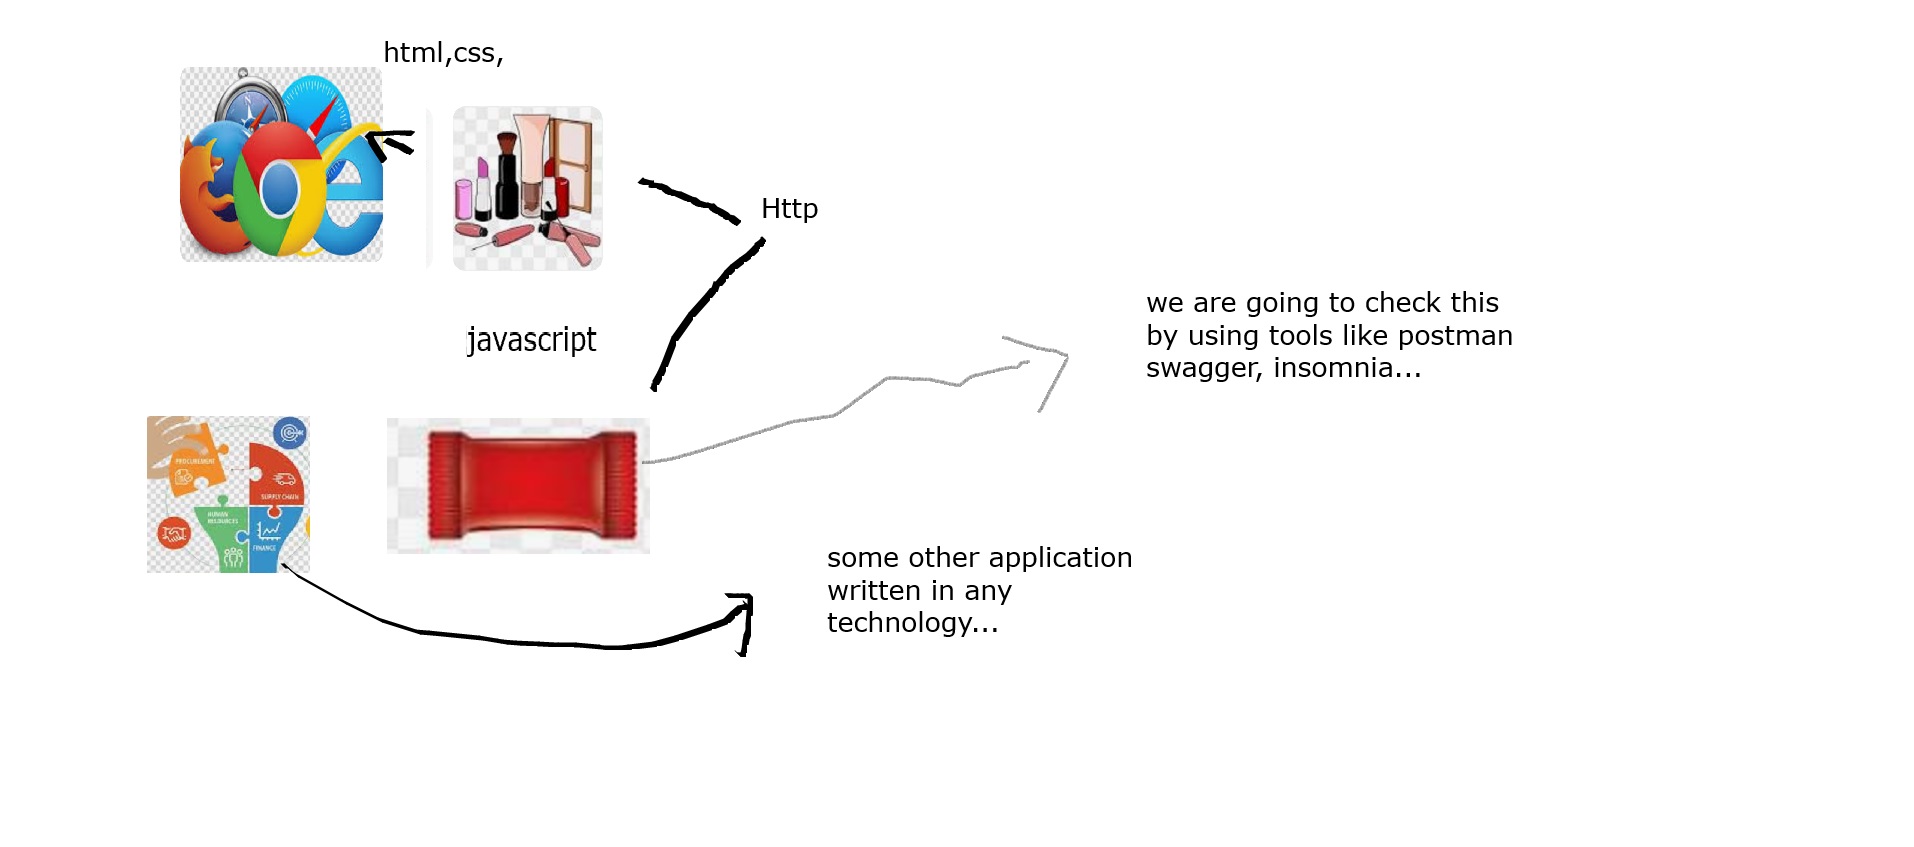 html,css,
Http
we are going to check this
by using tools like postman
swagger, insomnia...
javascript
PROCUREMENT
SUPPLY CHAIN
HUMAN
RESOURCES
FINANCE
some other application
written in any
technology...